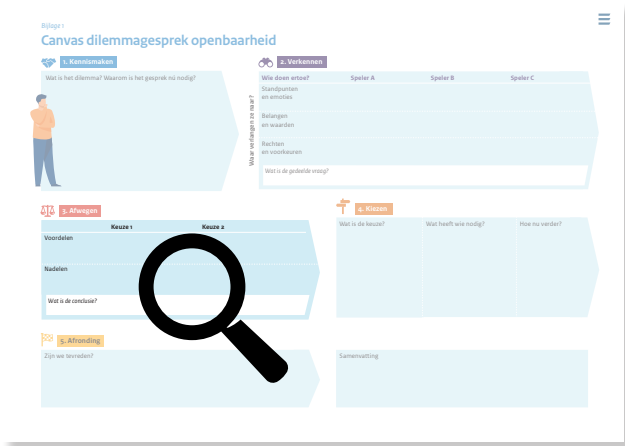 Bijlage 1
Canvas dilemmagesprek openbaarheid
1. Kennismaken
Wat is het dilemma? Waarom is het gesprek nú nodig?
2. Verkennen
Wie doen ertoe? Speler A Speler B Speler C
Waar verlangen ze naar?
Standpunten
en emoties
Belangen
en waarden
Rechten
en voorkeuren
Wat is de gedeelde vraag?
3. Afwegen
Keuze 1 Keuze 2
Voordelen
Nadelen
Wat is de conclusie?
4. Kiezen
Wat is de keuze? Wat heeft wie nodig? Hoe nu verder?
5. Afronding
Zijn we tevreden?
Samenvatting